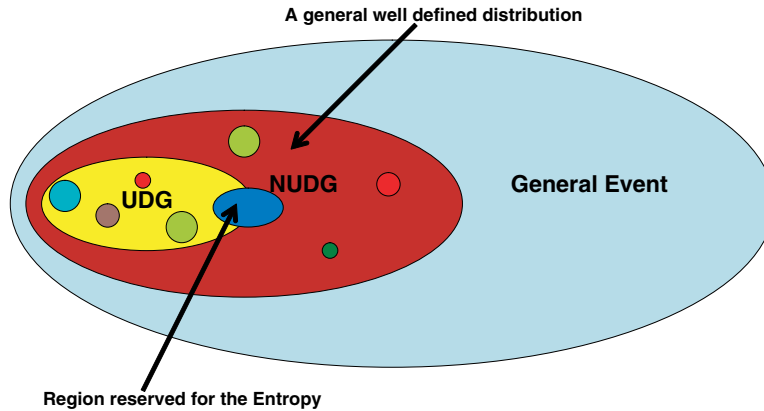 A general well defined distribution
UDG
NUDG
General Event
Region reserved for the Entropy